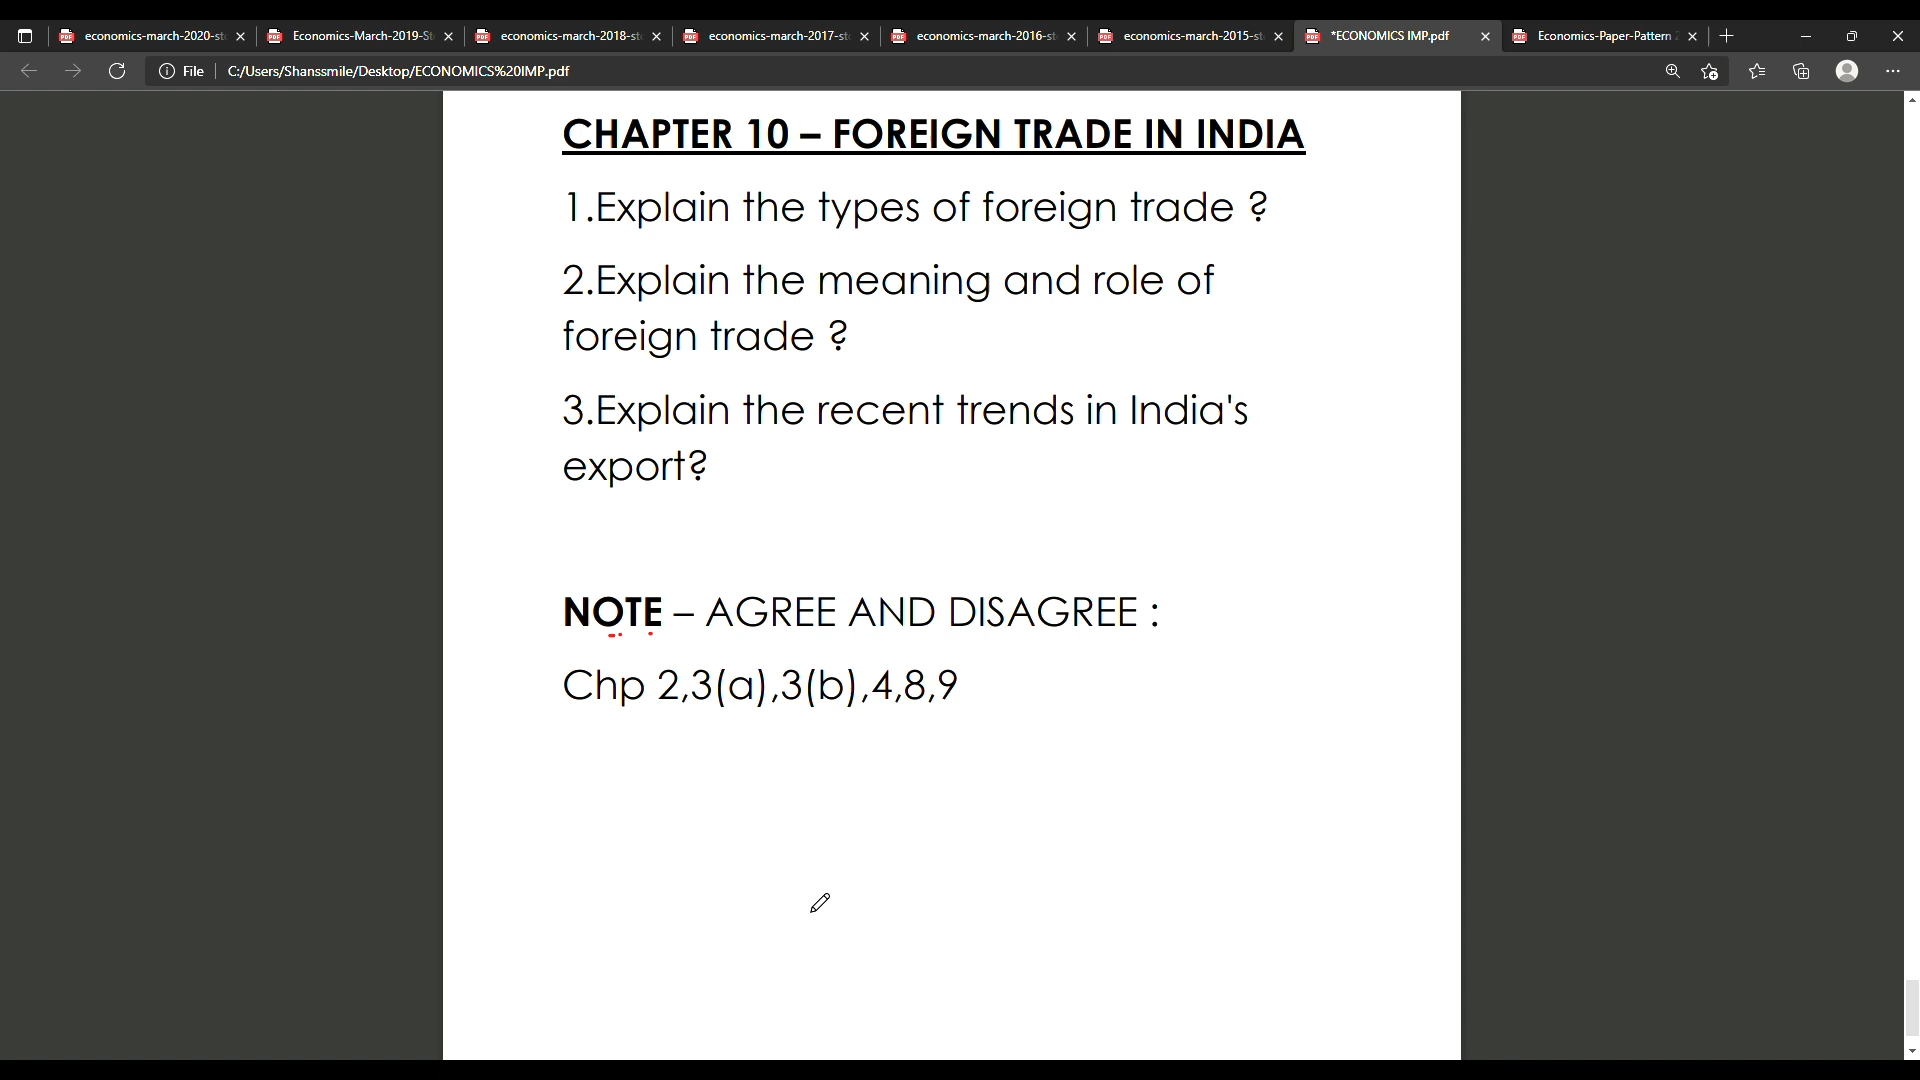 economics-march-2020-st
Economics-March-2019-St
economics-march-2018-st
economics-march-2017-st
economics-march-2016-st
economics-march-2015-st
*ECONOMICS IMP.pdf
Economics-Paper-Pattern
File
C:/Users/Shanssmile/Desktop/ECONOMICS%20IMP.pdf
CHAPTER 10 – FOREIGN TRADE IN INDIA
1.Explain the types of foreign trade ?
2.Explain the meaning and role of
foreign trade ?
3.Explain the recent trends in India's
export?
NOTE – AGREE AND DISAGREE :
Chp 2,3(a),3(b),4,8,9